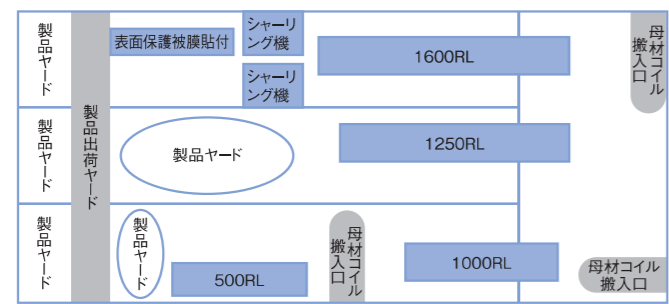 製品ヤード
表面保護被膜貼付
シャーリ
ング機
シャーリ
ング機
1600RL
母材コイル
搬入口
製品出荷ヤード
製品ヤード
製品ヤード
1250RL
製品ヤード
製品ヤード
500RL
母材コイル
搬入口
1000RL
母材コイル
搬入口